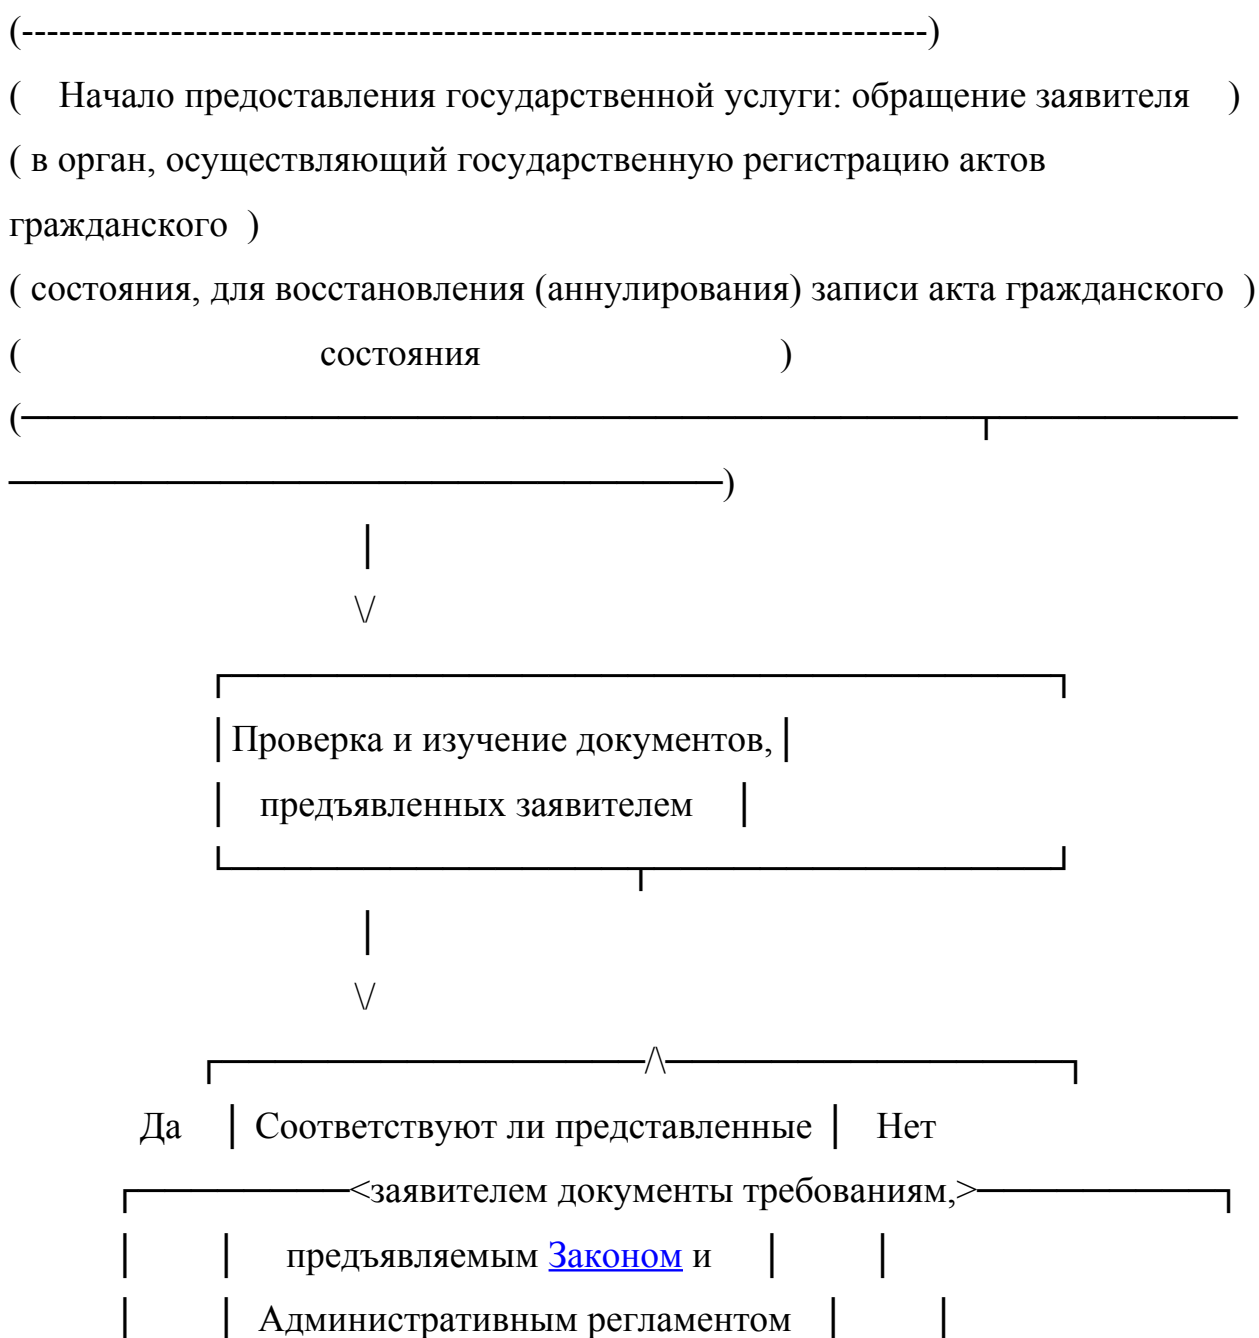 (-------------------------------------------------------------------------)
( Начало предоставления государственной услуги: обращение заявителя )
( в орган, осуществляющий государственную регистрацию актов
гражданского )
( состояния, для восстановления (аннулирования) записи акта гражданского )
( состояния )
(────────────────────────────────────┬─────────
───────────────────────────)
│
\/
┌────────────────────────────────┐
│Проверка и изучение документов,│
│ предъявленных заявителем │
└────────────────┬───────────────┘
│
\/
┌────────────────/\───────────────┐
Да │ Соответствуют ли представленные │ Нет
┌────────<заявителем документы требованиям,>─────────┐
│ │ предъявляемым Законом и │ │
│ │ Административным регламентом │ │